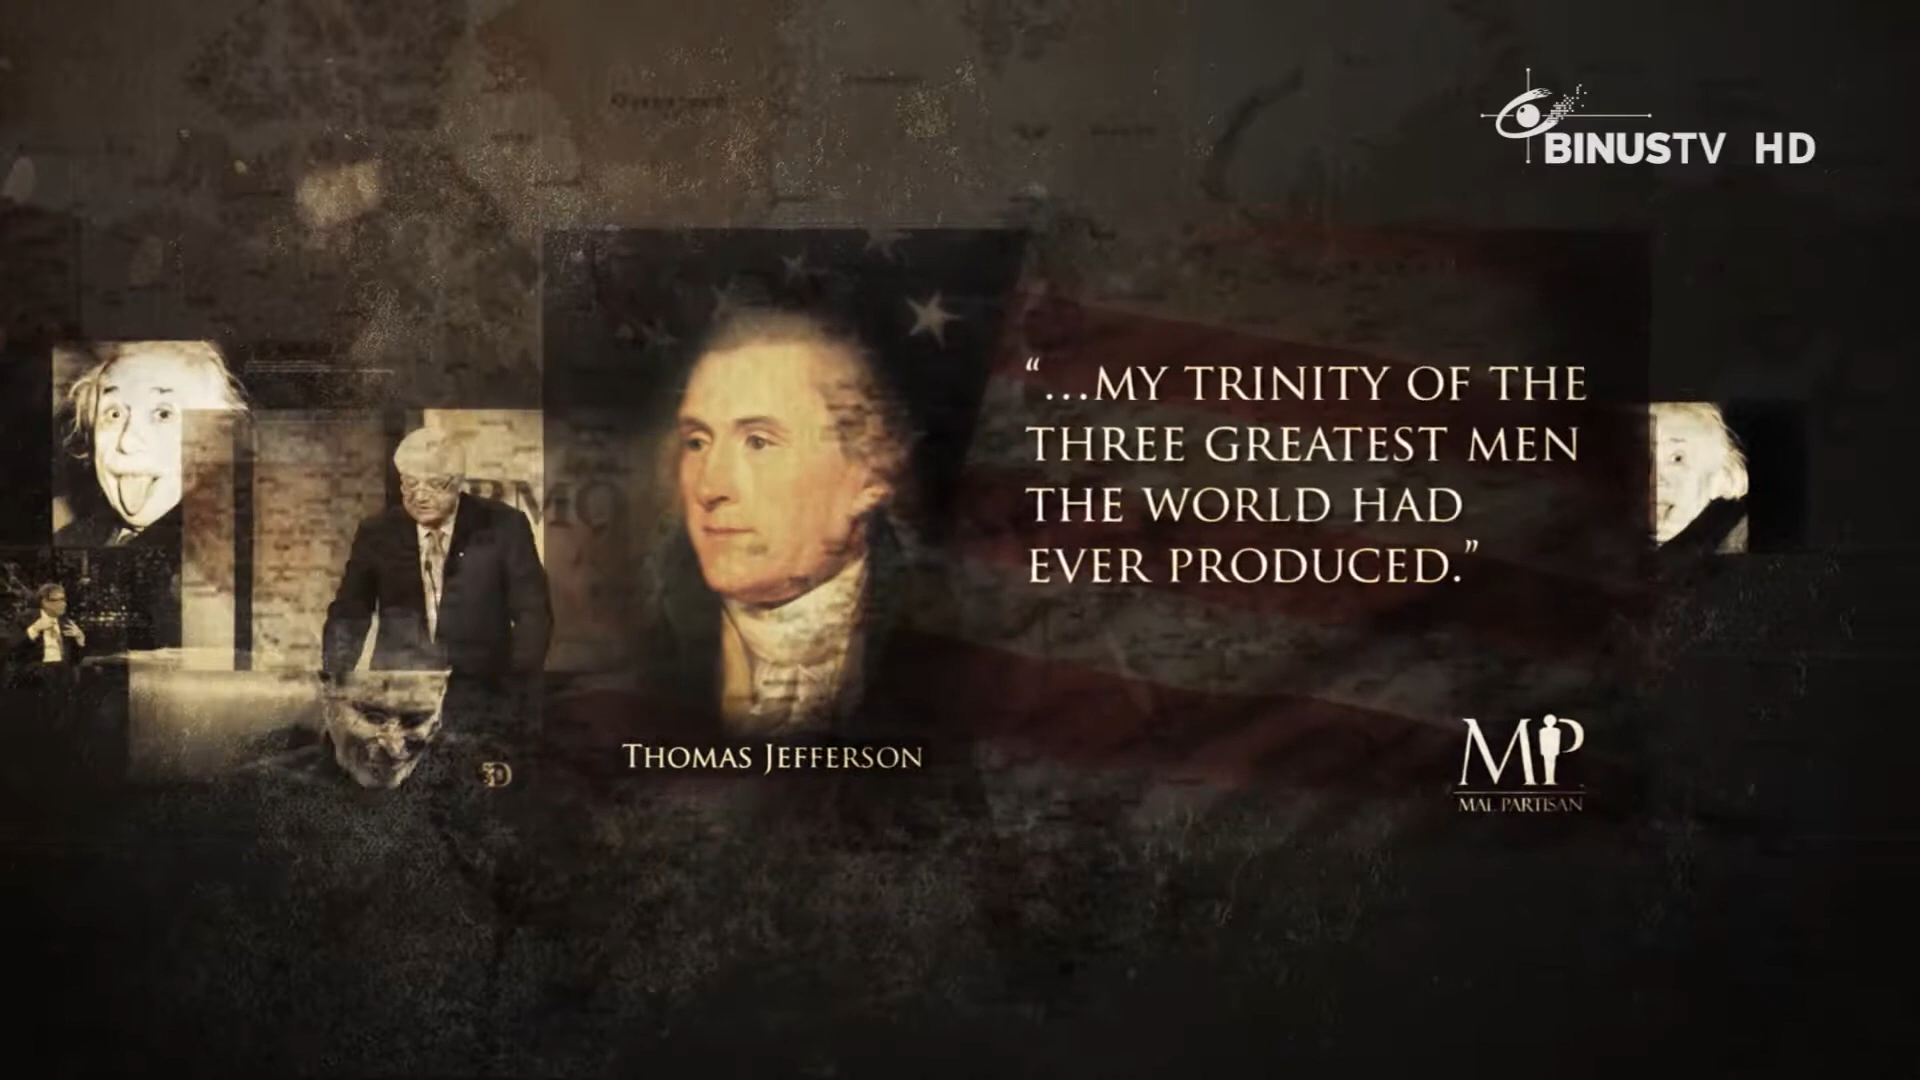 BINUSTV HD
“...MY TRINITY OF THE
THREE GREATEST MEN
THE WORLD HAD
EVER PRODUCED.”
THOMAS JEFFERSON
MP
MAL PARTISAN